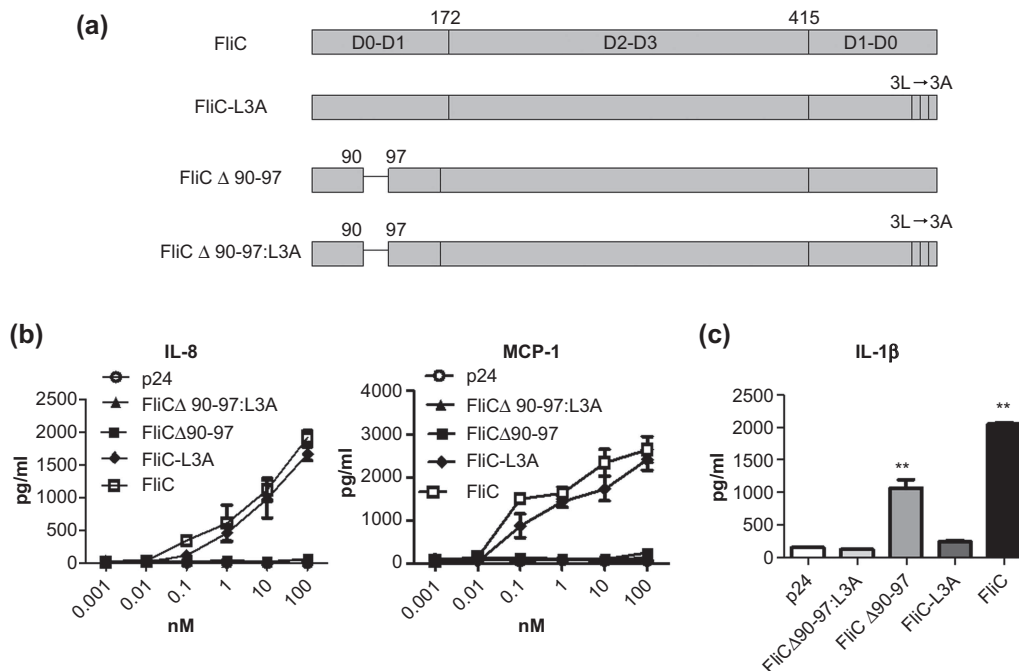 (a)
172 415
FliC D0-D1 D2-D3 D1-D0
3L→3A
FliC-L3A
90 97
FliC Δ 90-97
90 97 3L→3A
FliC Δ 90-97:L3A
(b)
IL-8
p24
FliCΔ 90-97:L3A
FliCΔ90-97
FliC-L3A
FliC
pg/ml
2500
2000
1500
1000
500
0
0.001 0.01 0.1 1 10 100
nM
MCP-1
p24
FliCΔ 90-97:L3A
FliCΔ90-97
FliC-L3A
FliC
pg/ml
4000
3000
2000
1000
0
0.001 0.01 0.1 1 10 100
nM
(c)
IL-1β
pg/ml
2500
2000
1500
1000
500
0
** **
p24 FliCΔ90-97:L3A FliC Δ90-97 FliC-L3A FliC